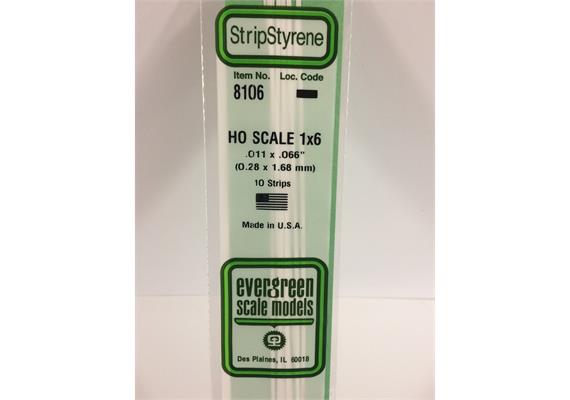 StripStyrene
Item No. Loc. Code
8106
HO SCALE 1x6
.011 x .066"
(0.28 x 1.68 mm)
10 Strips
Made in U.S.A.
evergreen
scale models
Des Plaines, IL 60018